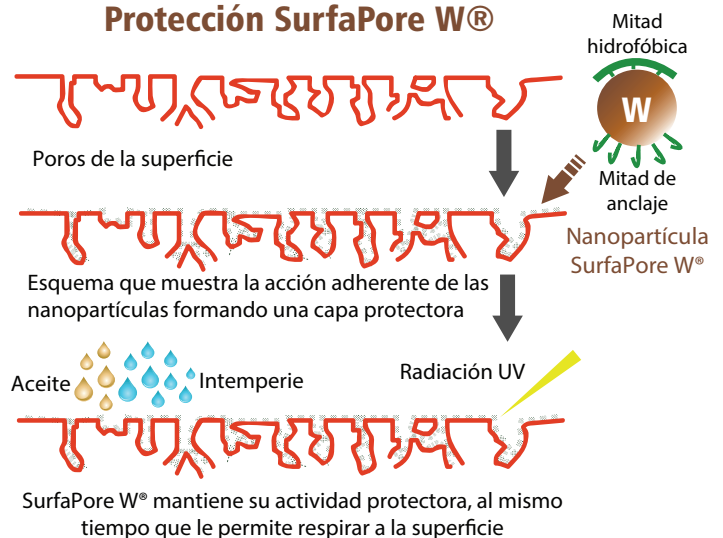 Protección SurfaPore W®
Mitad
hidrofóbica
W
Mitad de
anclaje
Nanopartícula
SurfaPore W®
Poros de la superficie
Esquema que muestra la acción adherente de las
nanopartículas formando una capa protectora
Aceite
Intemperie
Radiación UV
SurfaPore W® mantiene su actividad protectora, al mismo
tiempo que le permite respirar a la superficie